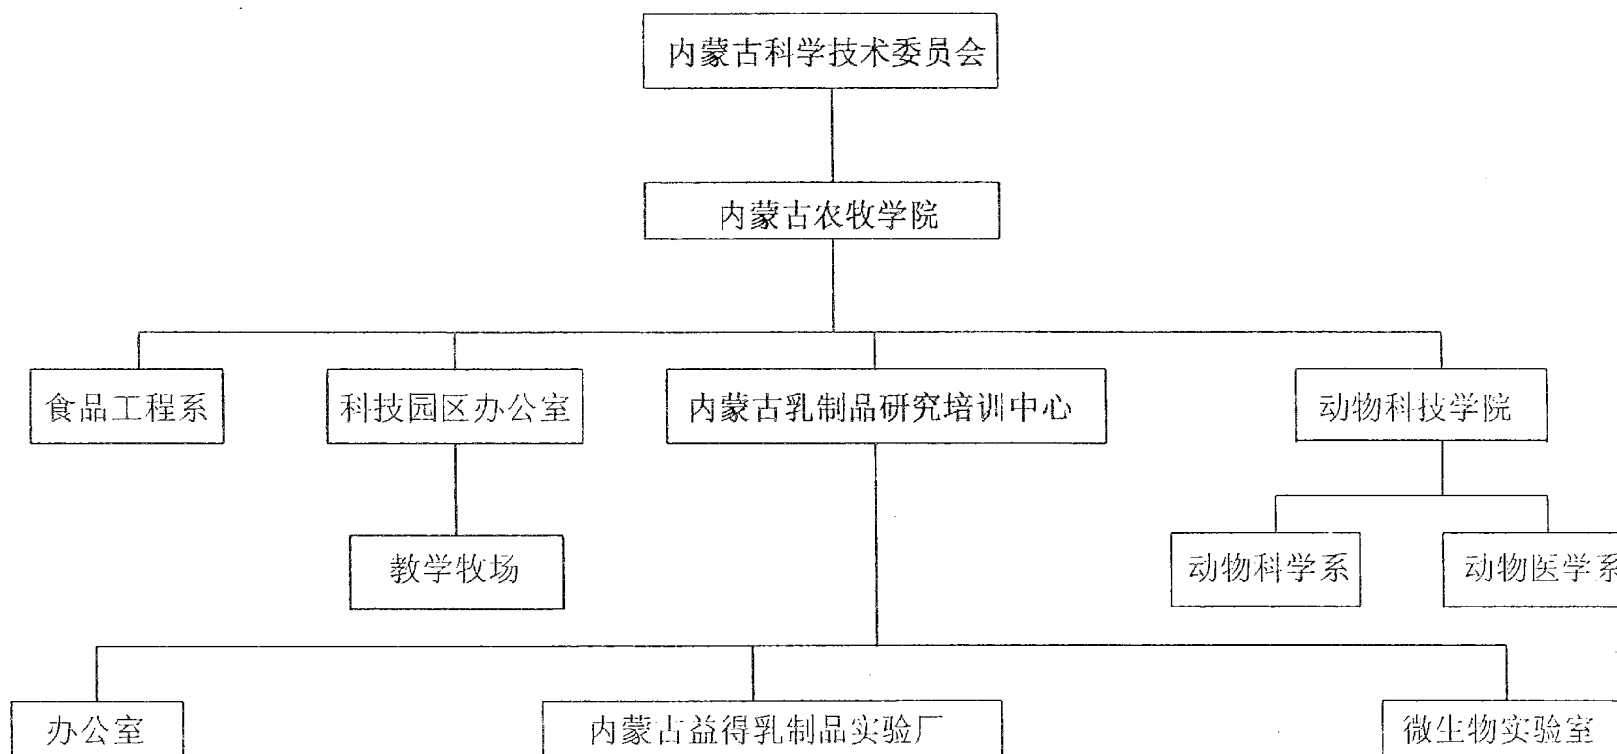 内蒙古科学技术委员会
内蒙古农牧学院
食品工程系
科技园区办公室
内蒙古乳制品研究培训中心
动物科技学院
教学牧场
动物科学系
动物医学系
办公室
内蒙古益得乳制品实验厂
微生物实验室